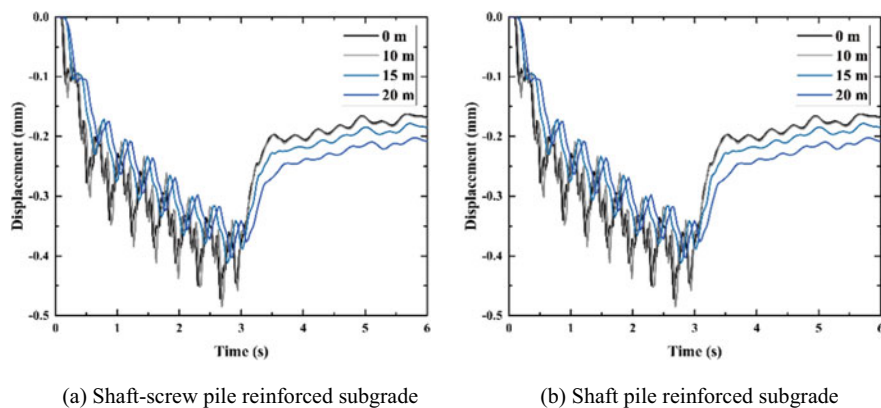 0.0
-0.1
-0.2
-0.3
-0.4
-0.5
Displacement (mm)
0 m
10 m
15 m
20 m
0 1 2 3 4 5 6
Time (s)
(a) Shaft-screw pile reinforced subgrade
0.0
-0.1
-0.2
-0.3
-0.4
-0.5
Displacement (mm)
0 m
10 m
15 m
20 m
0 1 2 3 4 5 6
Time (s)
(b) Shaft pile reinforced subgrade